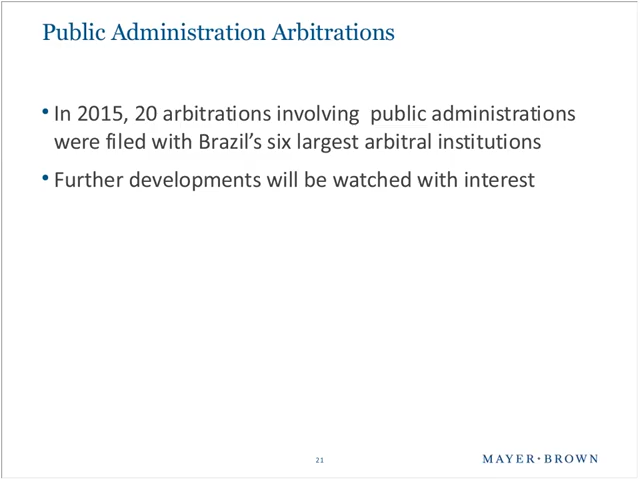 Public Administration Arbitrations
• In 2015, 20 arbitrations involving  public administrations
were filed with Brazil’s six largest arbitral institutions
• Further developments will be watched with interest
21
MAYER • BROWN